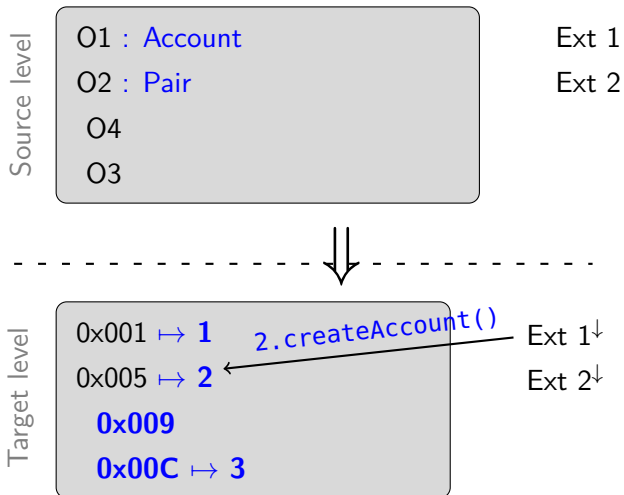 Source level
O1 : Account
Ext 1
O2 : Pair
Ext 2
O4
O3
Target level
0x001 ↦ 1
2.createAccount()
Ext 1↓
0x005 ↦ 2
Ext 2↓
0x009
0x00C ↦ 3